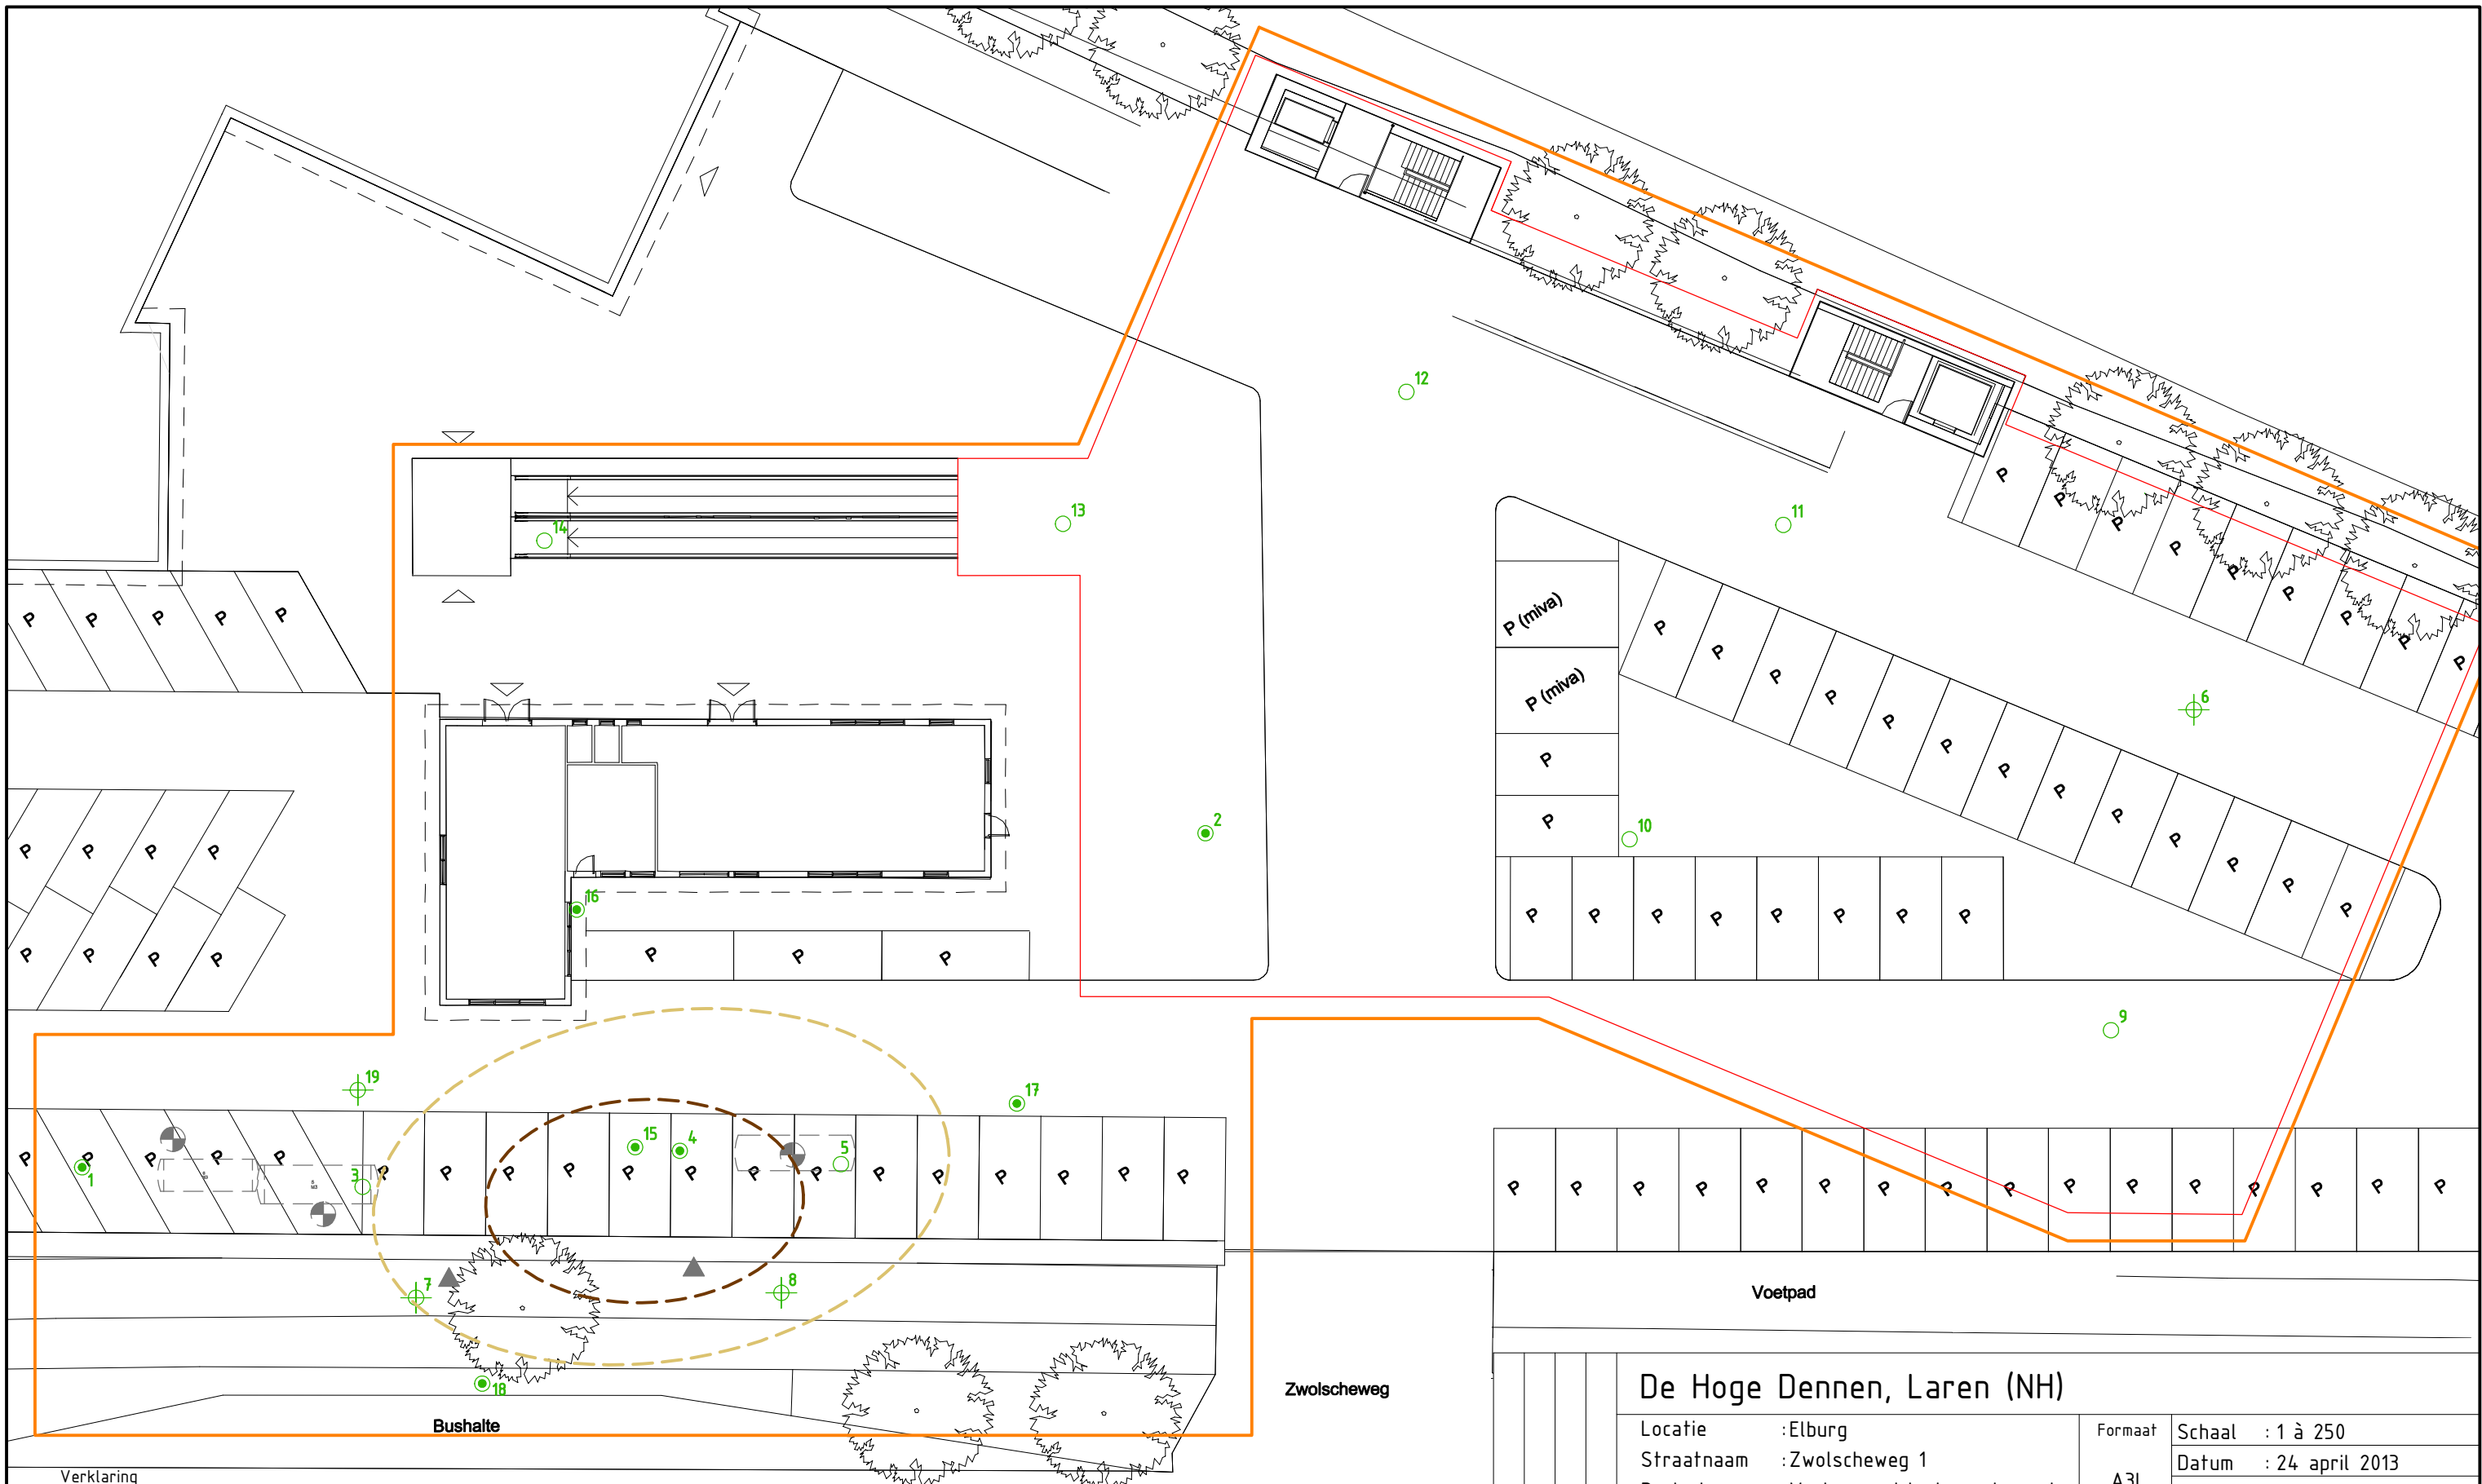 12
13
14
11
P P P P P P P P P
P P P P P
P (miva)
P (miva)
P
P
P P P P P P P P P P P P P
6
2
10
16
P P P P
P P P P
P P P
P P P P P P P P
9
19
17
15
4
5
1
3
P P P P P P P P P P P P P P P P P P P
P P P P P P P P P P P P P P P P
7
8
18
Voetpad
Zwolscheweg
Bushalte
Verklaring
De Hoge Dennen, Laren (NH)
Locatie : Elburg
Straatnaam : Zwolscheweg 1
Formaat
A3L
Schaal : 1 à 250
Datum : 24 april 2013